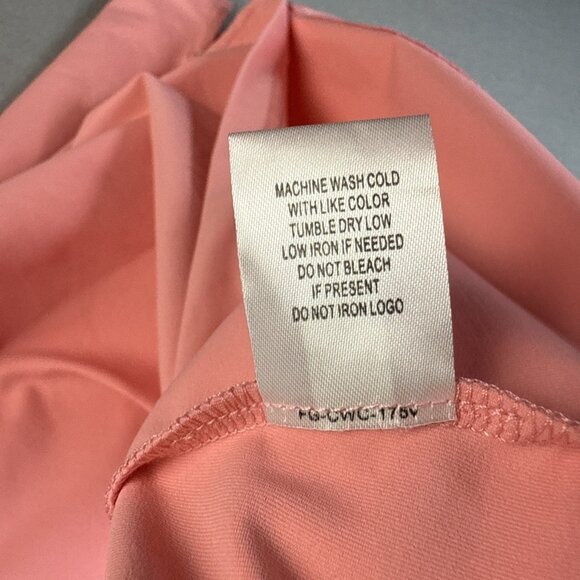 MACHINE WASH COLD
WITH LIKE COLOR
TUMBLE DRY LOW
LOW IRON IF NEEDED
DO NOT BLEACH
IF PRESENT
DO NOT IRON LOGO